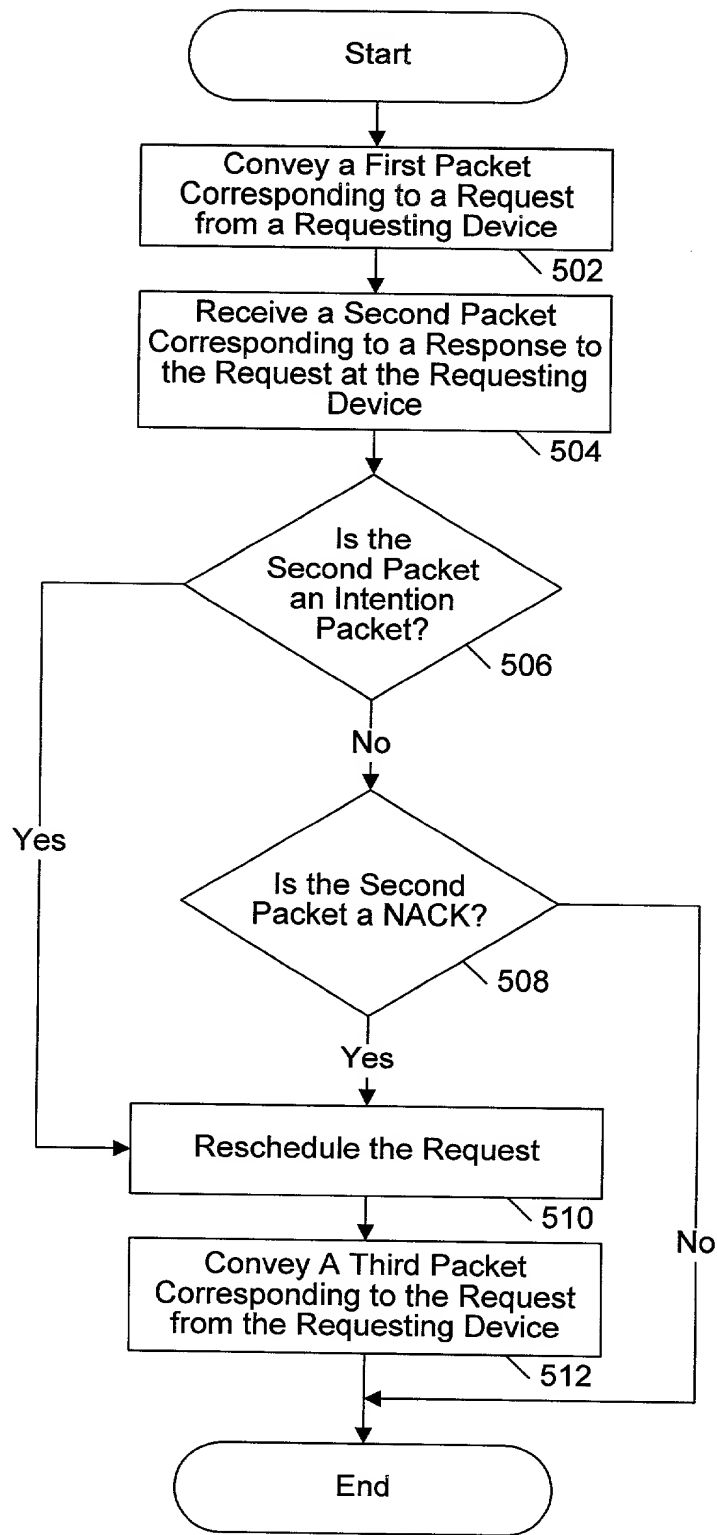 Start
Convey a First Packet
Corresponding to a Request
from a Requesting Device
502
Receive a Second Packet
Corresponding to a Response to
the Request at the Requesting
Device
504
Is the
Second Packet
an Intention
Packet?
506
No
Yes
Is the Second
Packet a NACK?
508
Yes
Reschedule the Request
510
No
Convey A Third Packet
Corresponding to the Request
from the Requesting Device
512
End